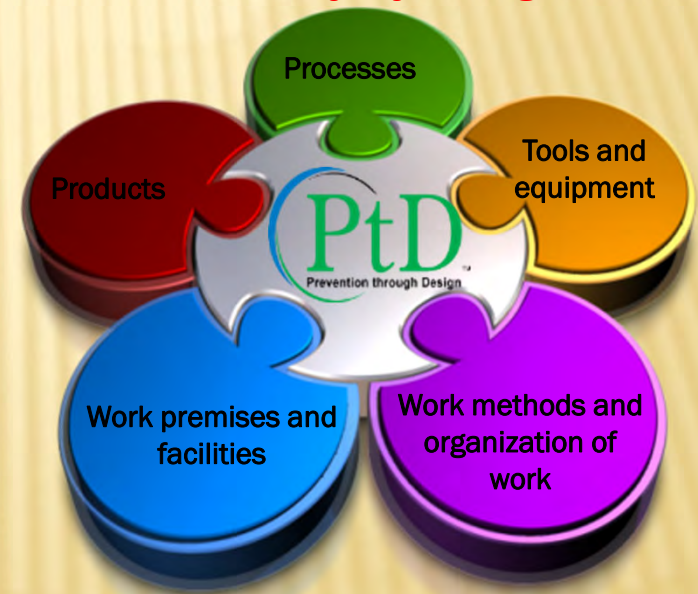 Processes
Tools and
equipment
Products
PtD
Prevention through Design
™
Work premises and
facilities
Work methods and
organization of
work